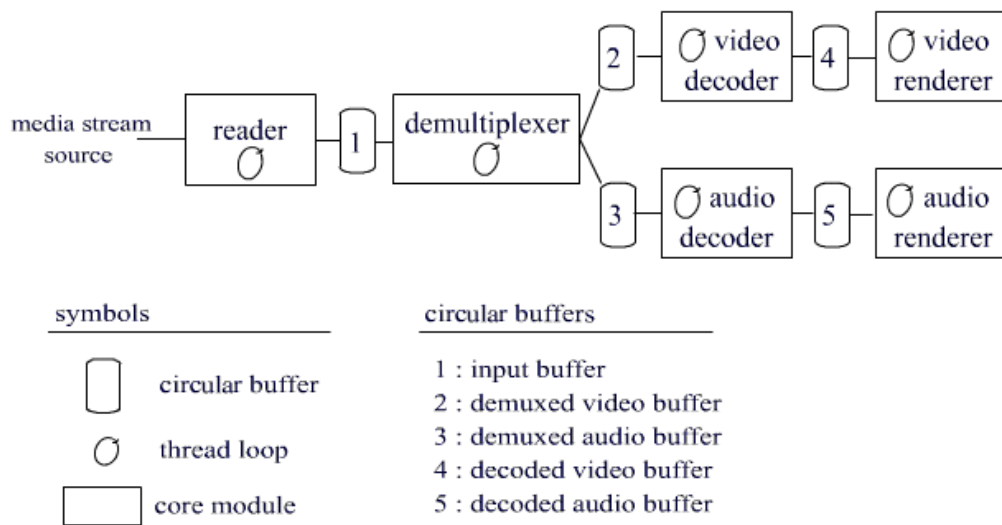 media stream
source
reader
1
demultiplexer
2
video
decoder
4
video
renderer
3
audio
decoder
5
audio
renderer
symbols
circular buffer
thread loop
core module
circular buffers
1 : input buffer
2 : demuxed video buffer
3 : demuxed audio buffer
4 : decoded video buffer
5 : decoded audio buffer